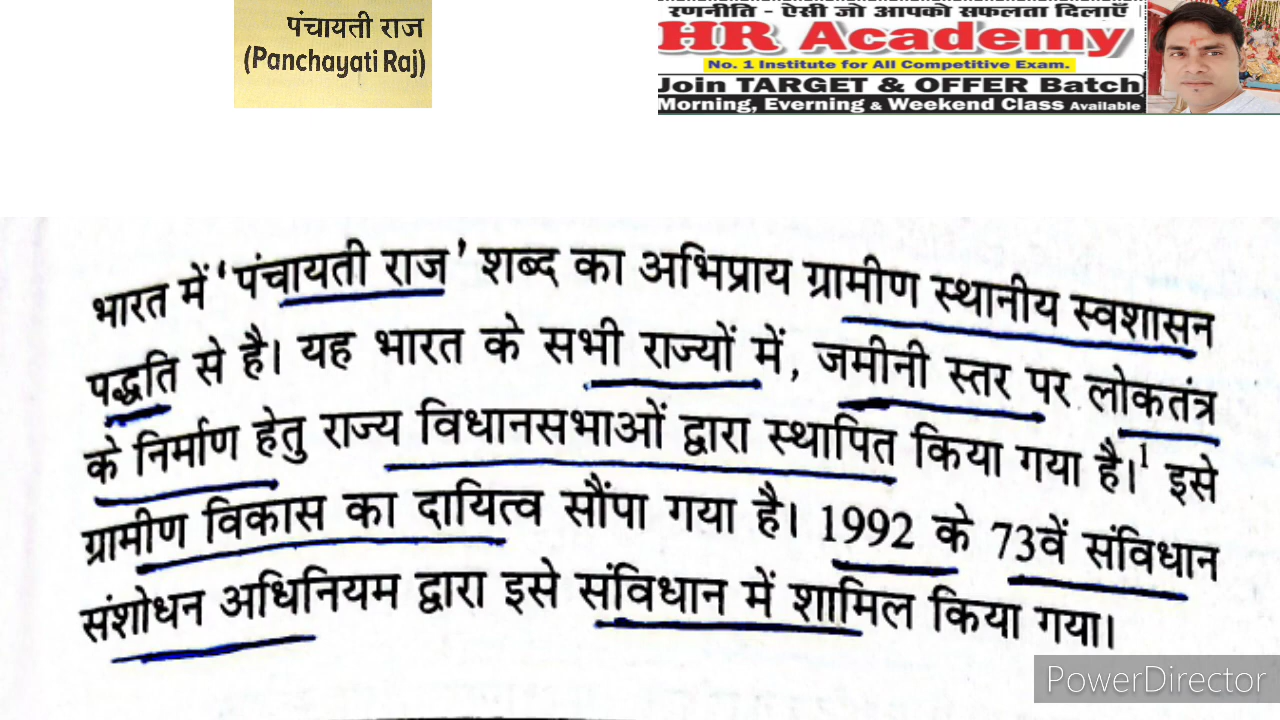 पंचायती राज
(Panchayati Raj)
रणनीति - ऐसी जो आपको सफलता दिलाएँ
HR Academy
No. 1 Institute for All Competitive Exam.
Join TARGET & OFFER Batch
Morning, Everning & Weekend Class Available
भारत में 'पंचायती राज' शब्द का अभिप्राय ग्रामीण स्थानीय स्वशासन
पद्धति से है। यह भारत के सभी राज्यों में, जमीनी स्तर पर लोकतंत्र
के निर्माण हेतु राज्य विधानसभाओं द्वारा स्थापित किया गया है।¹ इसे
ग्रामीण विकास का दायित्व सौंपा गया है। 1992 के 73वें संविधान
संशोधन अधिनियम द्वारा इसे संविधान में शामिल किया गया।
PowerDirector